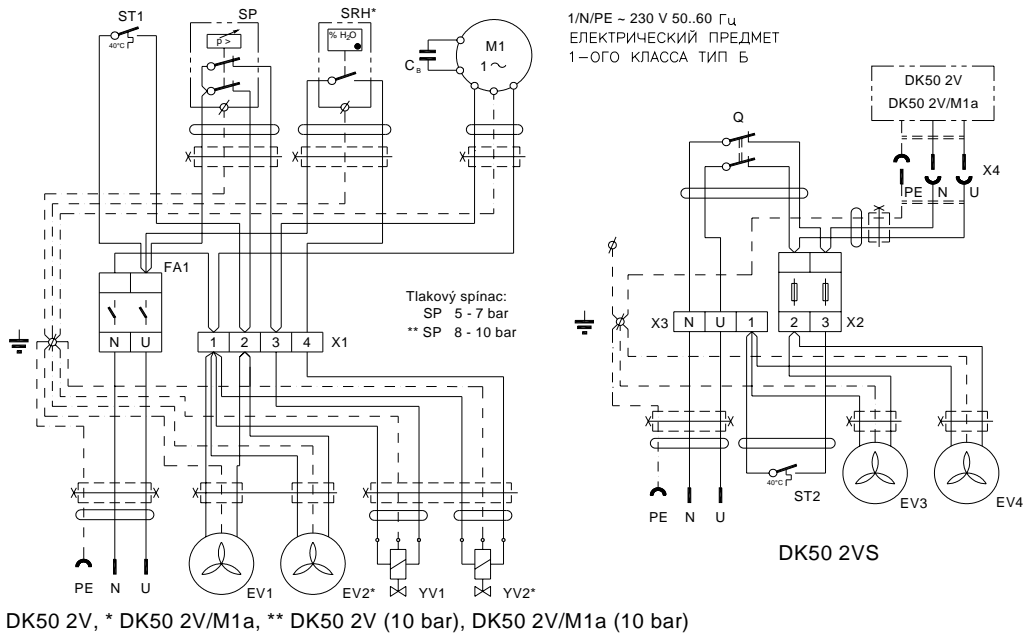 ST1
SP
SRH*
1/N/PE ~ 230 V 50..60 Гц
ЕЛЕКТРИЧЕСКИЙ ПРЕДМЕТ
1-ОГО КЛАССА ТИП Б
40°C
p >
% H2O
CB
M1
1~
DK50 2V
DK50 2V/M1a
Q
X4
PE N U
FA1
Tlakový spínac:
SP 5 - 7 bar
** SP 8 - 10 bar
N U
1 2 3 4 X1
X3 N U 1 2 3 X2
40°C
ST2
EV3
EV4
PE N U
DK50 2VS
PE N U
EV1
EV2*
YV1
YV2*
DK50 2V, * DK50 2V/M1a, ** DK50 2V (10 bar), DK50 2V/M1a (10 bar)